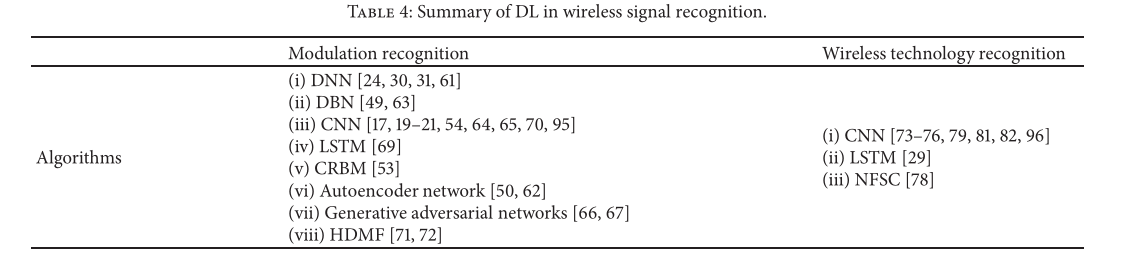 TABLE 4: Summary of DL in wireless signal recognition.
Modulation recognition Wireless technology recognition
Algorithms
(i) DNN [24, 30, 31, 61]
(ii) DBN [49, 63]
(iii) CNN [17, 19–21, 54, 64, 65, 70, 95]
(iv) LSTM [69]
(v) CRBM [53]
(vi) Autoencoder network [50, 62]
(vii) Generative adversarial networks [66, 67]
(viii) HDMF [71, 72]
(i) CNN [73–76, 79, 81, 82, 96]
(ii) LSTM [29]
(iii) NFSC [78]